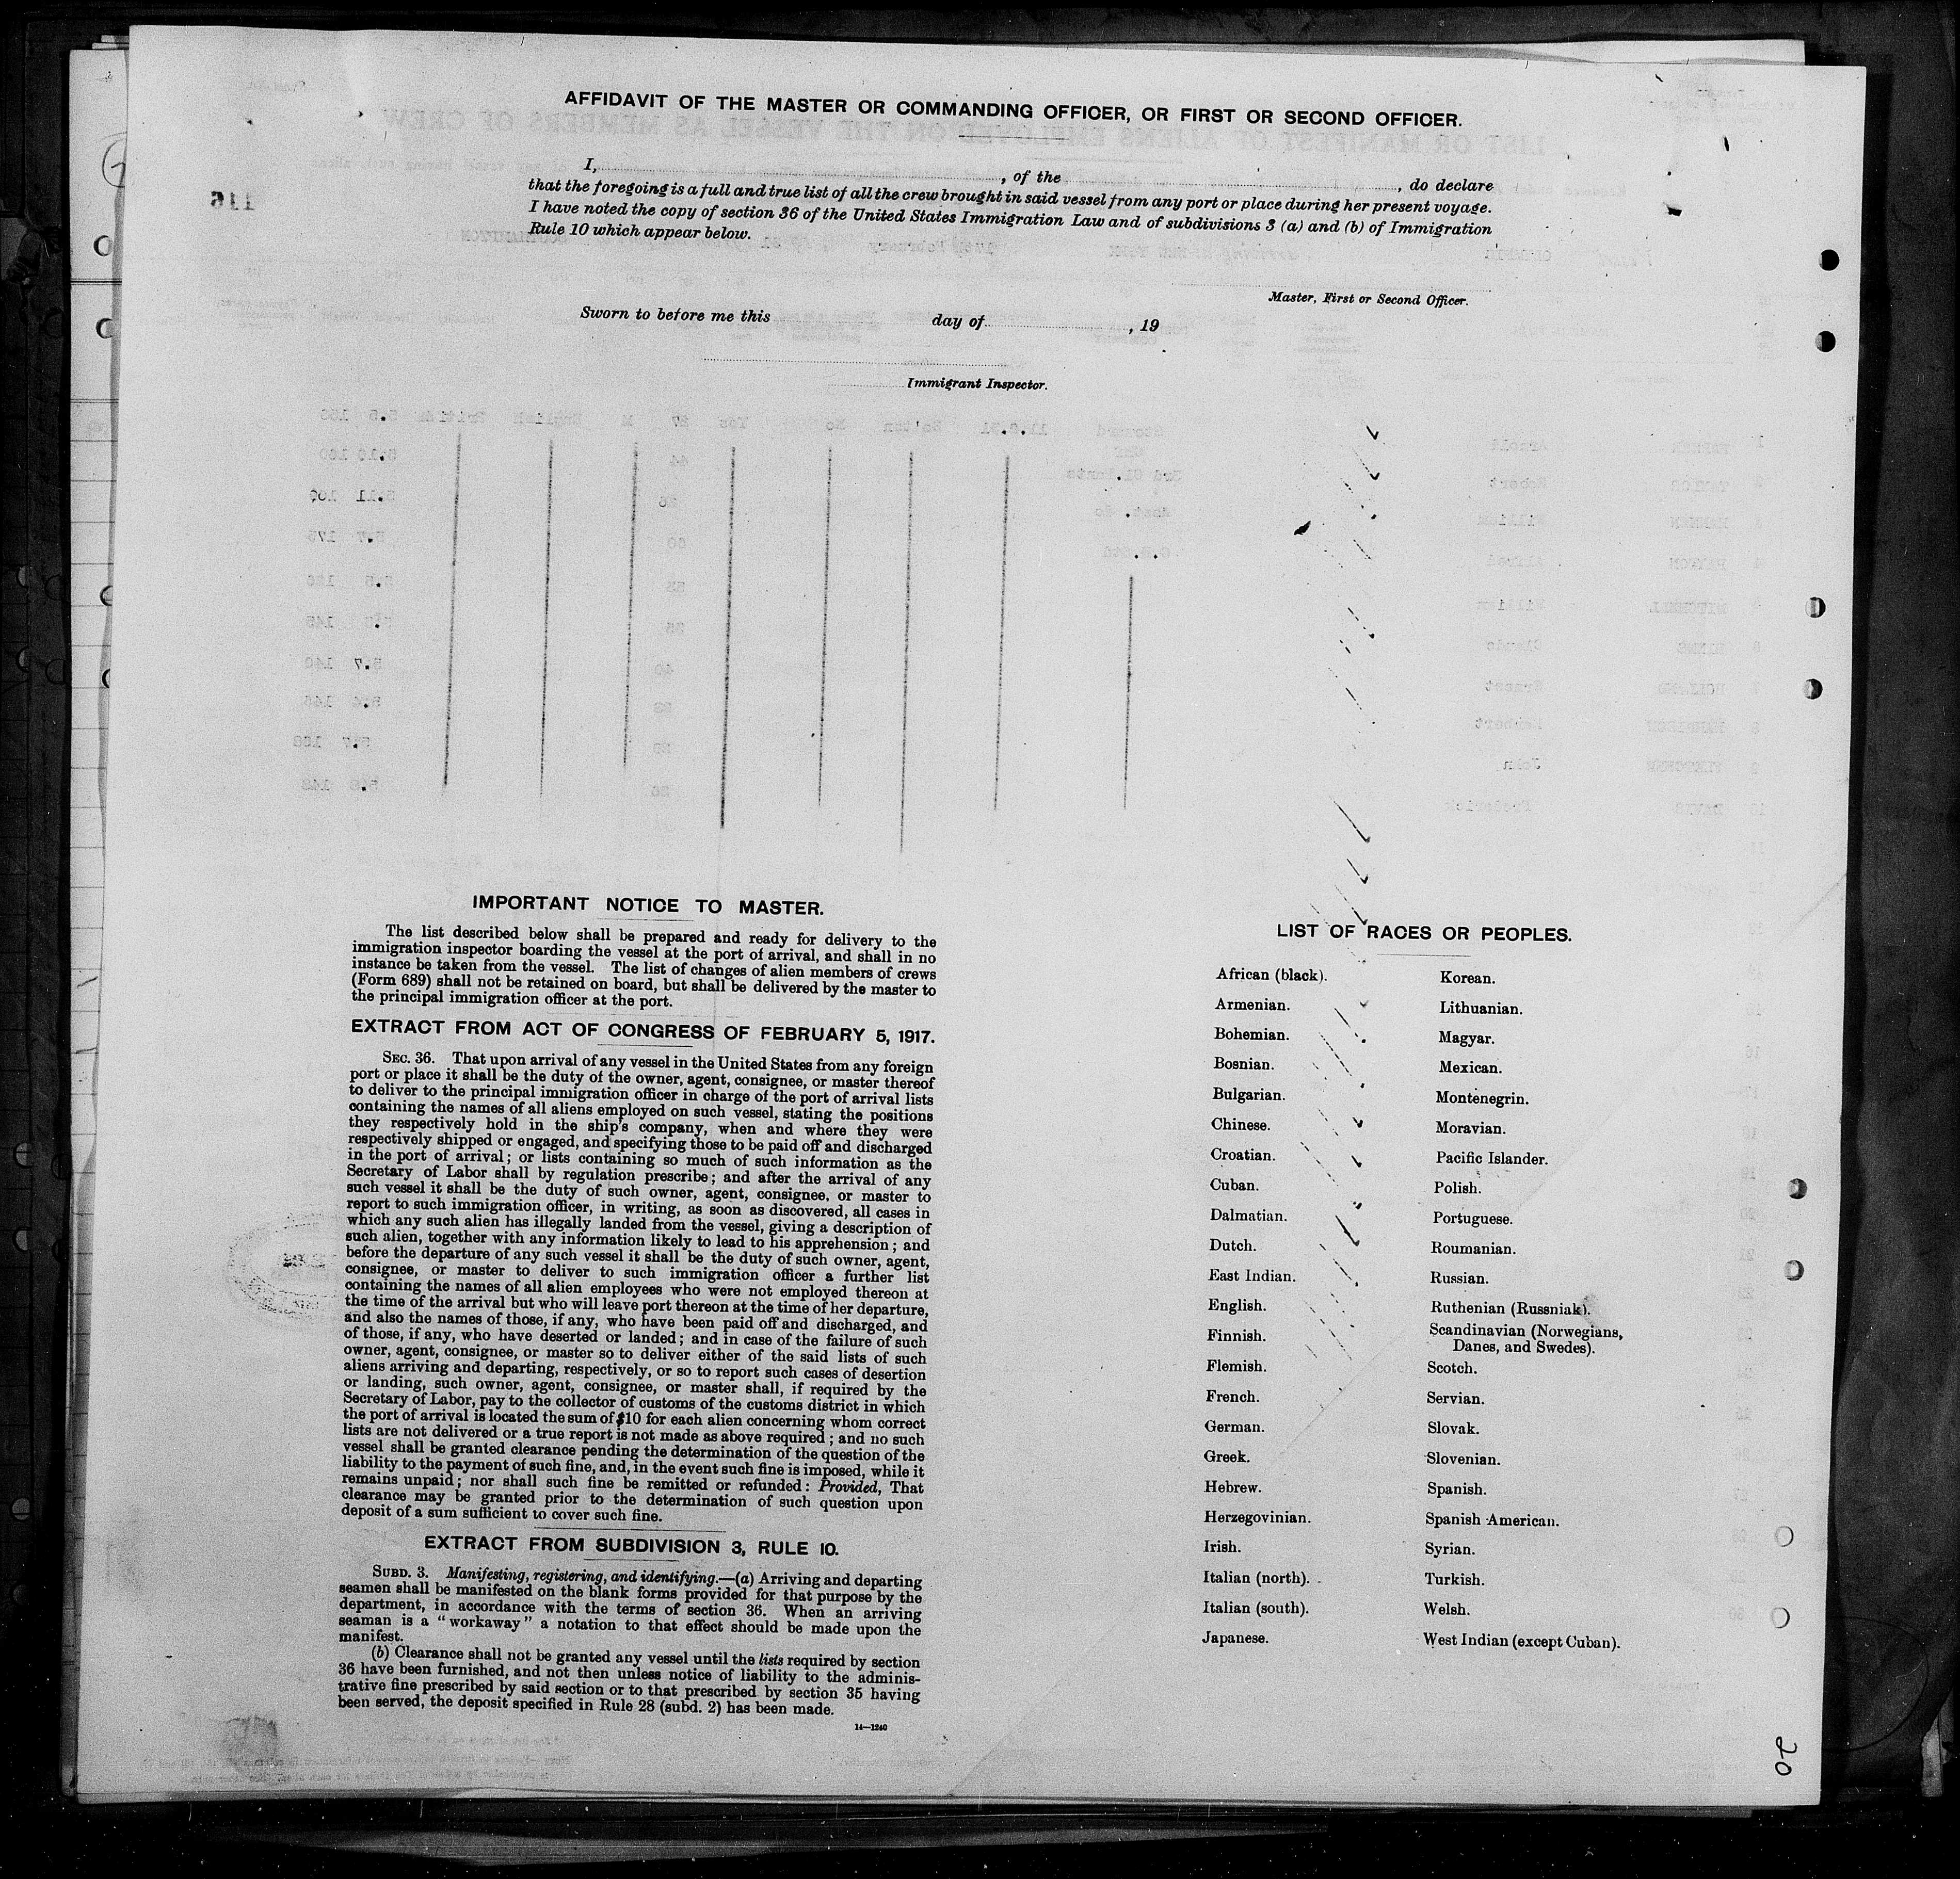 AFFIDAVIT OF THE MASTER OR COMMANDING OFFICER, OR FIRST OR SECOND OFFICER.
I, , of the , do declare
that the foregoing is a full and true list of all the crew brought in said vessel from any port or place during her present voyage.
I have noted the copy of section 36 of the United States Immigration Law and of subdivisions 3 (a) and (b) of Immigration
Rule 10 which appear below.
Master, First or Second Officer.
Sworn to before me this day of , 19
Immigrant Inspector.
IMPORTANT NOTICE TO MASTER.
The list described below shall be prepared and ready for delivery to the
immigration inspector boarding the vessel at the port of arrival, and shall in no
instance be taken from the vessel. The list of changes of alien members of crews
(Form 689) shall not be retained on board, but shall be delivered by the master to
the principal immigration officer at the port.
EXTRACT FROM ACT OF CONGRESS OF FEBRUARY 5, 1917.
SEC. 36. That upon arrival of any vessel in the United States from any foreign
port or place it shall be the duty of the owner, agent, consignee, or master thereof
to deliver to the principal immigration officer in charge of the port of arrival lists
containing the names of all aliens employed on such vessel, stating the positions
they respectively hold in the ship's company, when and where they were
respectively shipped or engaged, and specifying those to be paid off and discharged
in the port of arrival; or lists containing so much of such information as the
Secretary of Labor shall by regulation prescribe; and after the arrival of any
such vessel it shall be the duty of such owner, agent, consignee, or master to
report to such immigration officer, in writing, as soon as discovered, all cases in
which any such alien has illegally landed from the vessel, giving a description of
such alien, together with any information likely to lead to his apprehension; and
before the departure of any such vessel it shall be the duty of such owner, agent,
consignee, or master to deliver to such immigration officer a further list
containing the names of all alien employees who were not employed thereon at
the time of the arrival but who will leave port thereon at the time of her departure,
and also the names of those, if any, who have been paid off and discharged, and
of those, if any, who have deserted or landed; and in case of the failure of such
owner, agent, consignee, or master so to deliver either of the said lists of such
aliens arriving and departing, respectively, or so to report such cases of desertion
or landing, such owner, agent, consignee, or master shall, if required by the
Secretary of Labor, pay to the collector of customs of the customs district in which
the port of arrival is located the sum of $10 for each alien concerning whom correct
lists are not delivered or a true report is not made as above required; and no such
vessel shall be granted clearance pending the determination of the question of the
liability to the payment of such fine, and, in the event such fine is imposed, while it
remains unpaid; nor shall such fine be remitted or refunded: Provided, That
clearance may be granted prior to the determination of such question upon
deposit of a sum sufficient to cover such fine.
EXTRACT FROM SUBDIVISION 3, RULE 10.
SUBD. 3. Manifesting, registering, and identifying.—(a) Arriving and departing
seamen shall be manifested on the blank forms provided for that purpose by the
department, in accordance with the terms of section 36. When an arriving
seaman is a "workaway" a notation to that effect should be made upon the
manifest.
(b) Clearance shall not be granted any vessel until the lists required by section
36 have been furnished, and not then unless notice of liability to the adminis-
trative fine prescribed by said section or to that prescribed by section 35 having
been served, the deposit specified in Rule 28 (subd. 2) has been made.
14—1240
LIST OF RACES OR PEOPLES.
African (black).
Armenian.
Bohemian.
Bosnian.
Bulgarian.
Chinese.
Croatian.
Cuban.
Dalmatian.
Dutch.
East Indian.
English.
Finnish.
Flemish.
French.
German.
Greek.
Hebrew.
Herzegovinian.
Irish.
Italian (north).
Italian (south).
Japanese.
Korean.
Lithuanian.
Magyar.
Mexican.
Montenegrin.
Moravian.
Pacific Islander.
Polish.
Portuguese.
Roumanian.
Russian.
Ruthenian (Russniak).
Scandinavian (Norwegians,
Danes, and Swedes).
Scotch.
Servian.
Slovak.
Slovenian.
Spanish.
Spanish American.
Syrian.
Turkish.
Welsh.
West Indian (except Cuban).
20